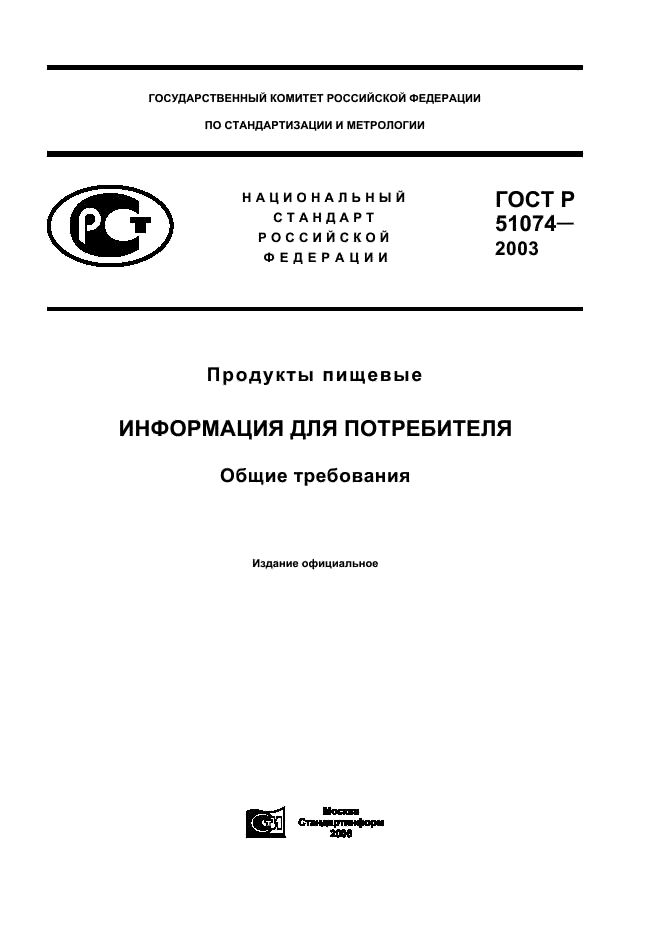 ГОСУДАРСТВЕННЫЙ КОМИТЕТ РОССИЙСКОЙ ФЕДЕРАЦИИ
ПО СТАНДАРТИЗАЦИИ И МЕТРОЛОГИИ
РСТ
НАЦИОНАЛЬНЫЙ
СТАНДАРТ
РОССИЙСКОЙ
ФЕДЕРАЦИИ
ГОСТ Р
51074—
2003
Продукты пищевые
ИНФОРМАЦИЯ ДЛЯ ПОТРЕБИТЕЛЯ
Общие требования
Издание официальное
Москва
Стандартинформ